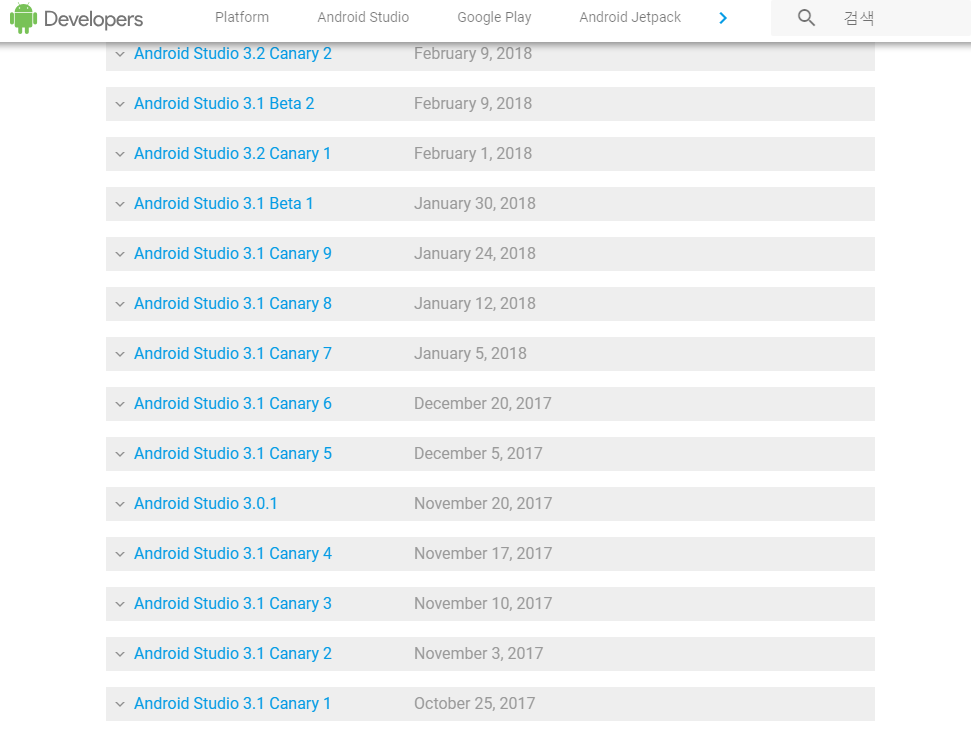 Developers Platform Android Studio Google Play Android Jetpack 검색
Android Studio 3.2 Canary 2 February 9, 2018
Android Studio 3.1 Beta 2 February 9, 2018
Android Studio 3.2 Canary 1 February 1, 2018
Android Studio 3.1 Beta 1 January 30, 2018
Android Studio 3.1 Canary 9 January 24, 2018
Android Studio 3.1 Canary 8 January 12, 2018
Android Studio 3.1 Canary 7 January 5, 2018
Android Studio 3.1 Canary 6 December 20, 2017
Android Studio 3.1 Canary 5 December 5, 2017
Android Studio 3.0.1 November 20, 2017
Android Studio 3.1 Canary 4 November 17, 2017
Android Studio 3.1 Canary 3 November 10, 2017
Android Studio 3.1 Canary 2 November 3, 2017
Android Studio 3.1 Canary 1 October 25, 2017